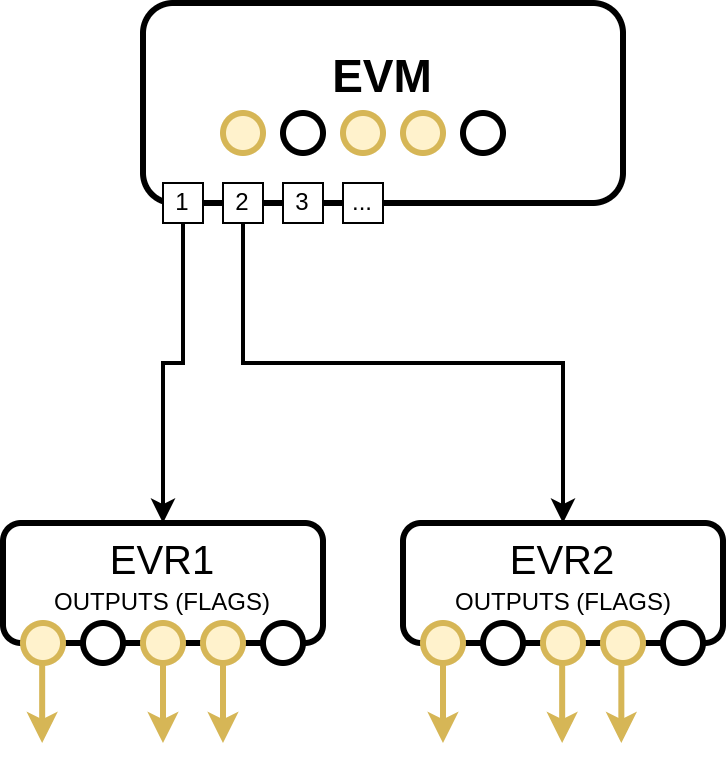 EVM
1
2
3
...
EVR1
OUTPUTS (FLAGS)
EVR2
OUTPUTS (FLAGS)